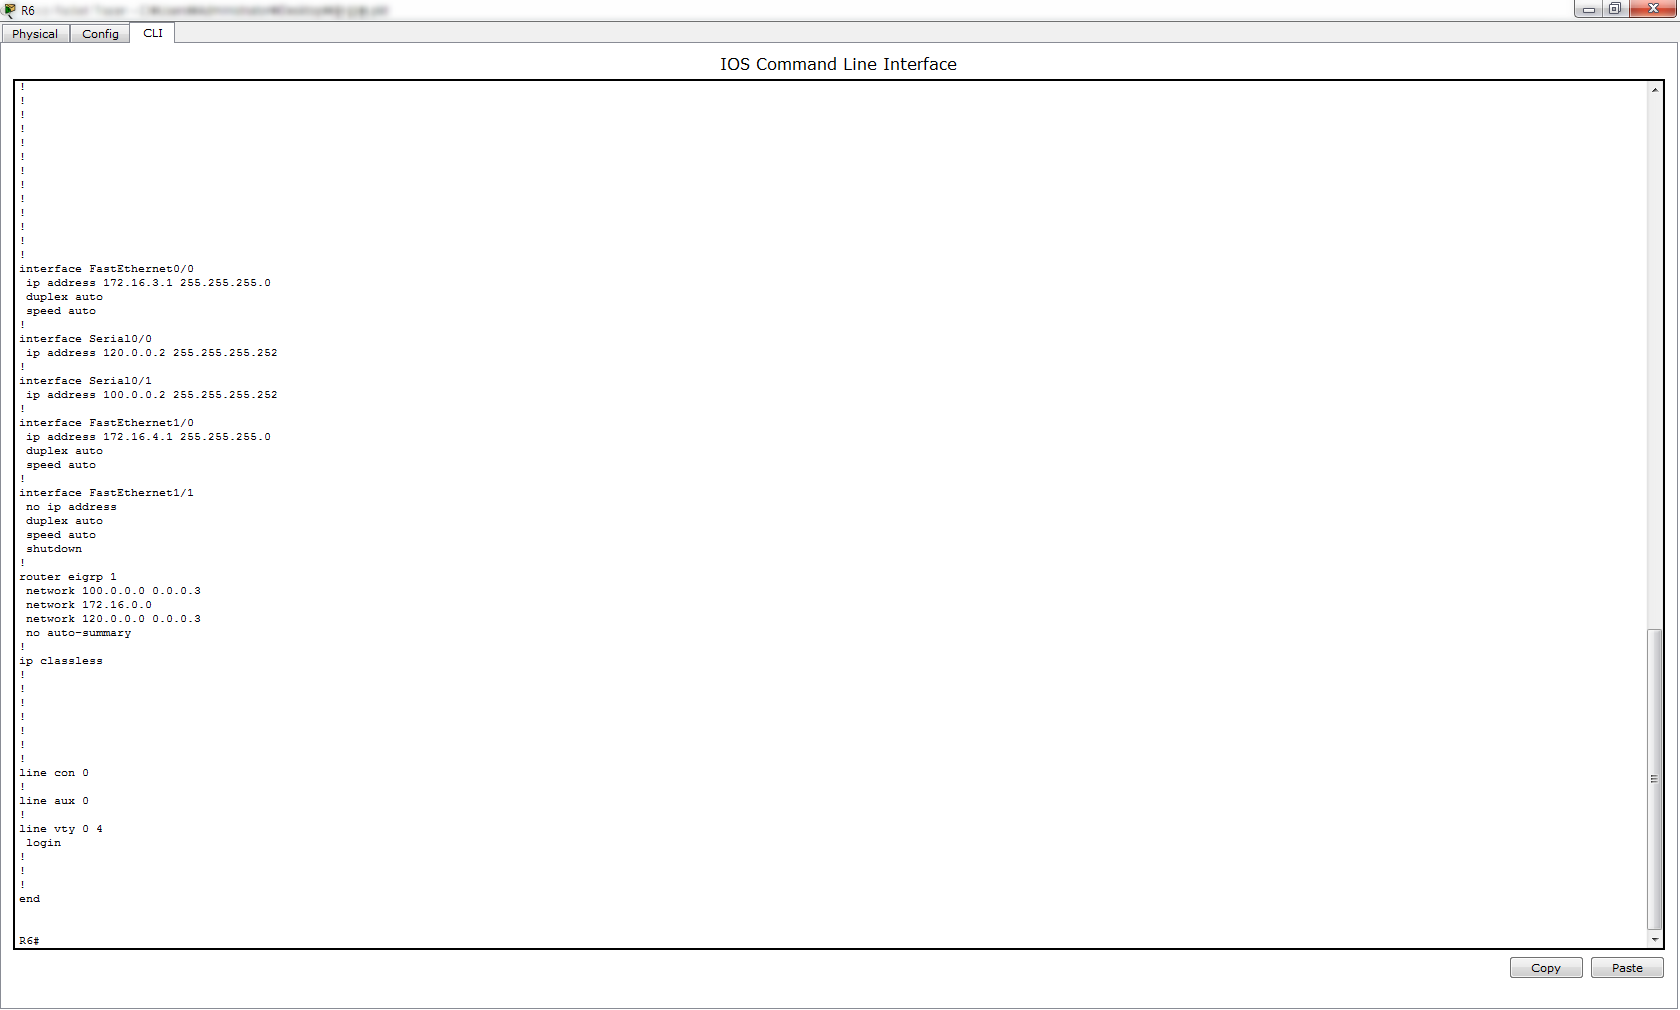 R6
Physical
Config
CLI
IOS Command Line Interface
!
!
!
!
!
!
!
!
!
!
!
!
!
interface FastEthernet0/0
 ip address 172.16.3.1 255.255.255.0
 duplex auto
 speed auto
!
interface Serial0/0
 ip address 120.0.0.2 255.255.255.252
!
interface Serial0/1
 ip address 100.0.0.2 255.255.255.252
!
interface FastEthernet1/0
 ip address 172.16.4.1 255.255.255.0
 duplex auto
 speed auto
!
interface FastEthernet1/1
 no ip address
 duplex auto
 speed auto
 shutdown
!
router eigrp 1
 network 100.0.0.0 0.0.0.3
 network 172.16.0.0
 network 120.0.0.0 0.0.0.3
 no auto-summary
!
ip classless
!
!
!
!
!
!
!
line con 0
!
line aux 0
!
line vty 0 4
 login
!
!
!
end
R6#
Copy
Paste